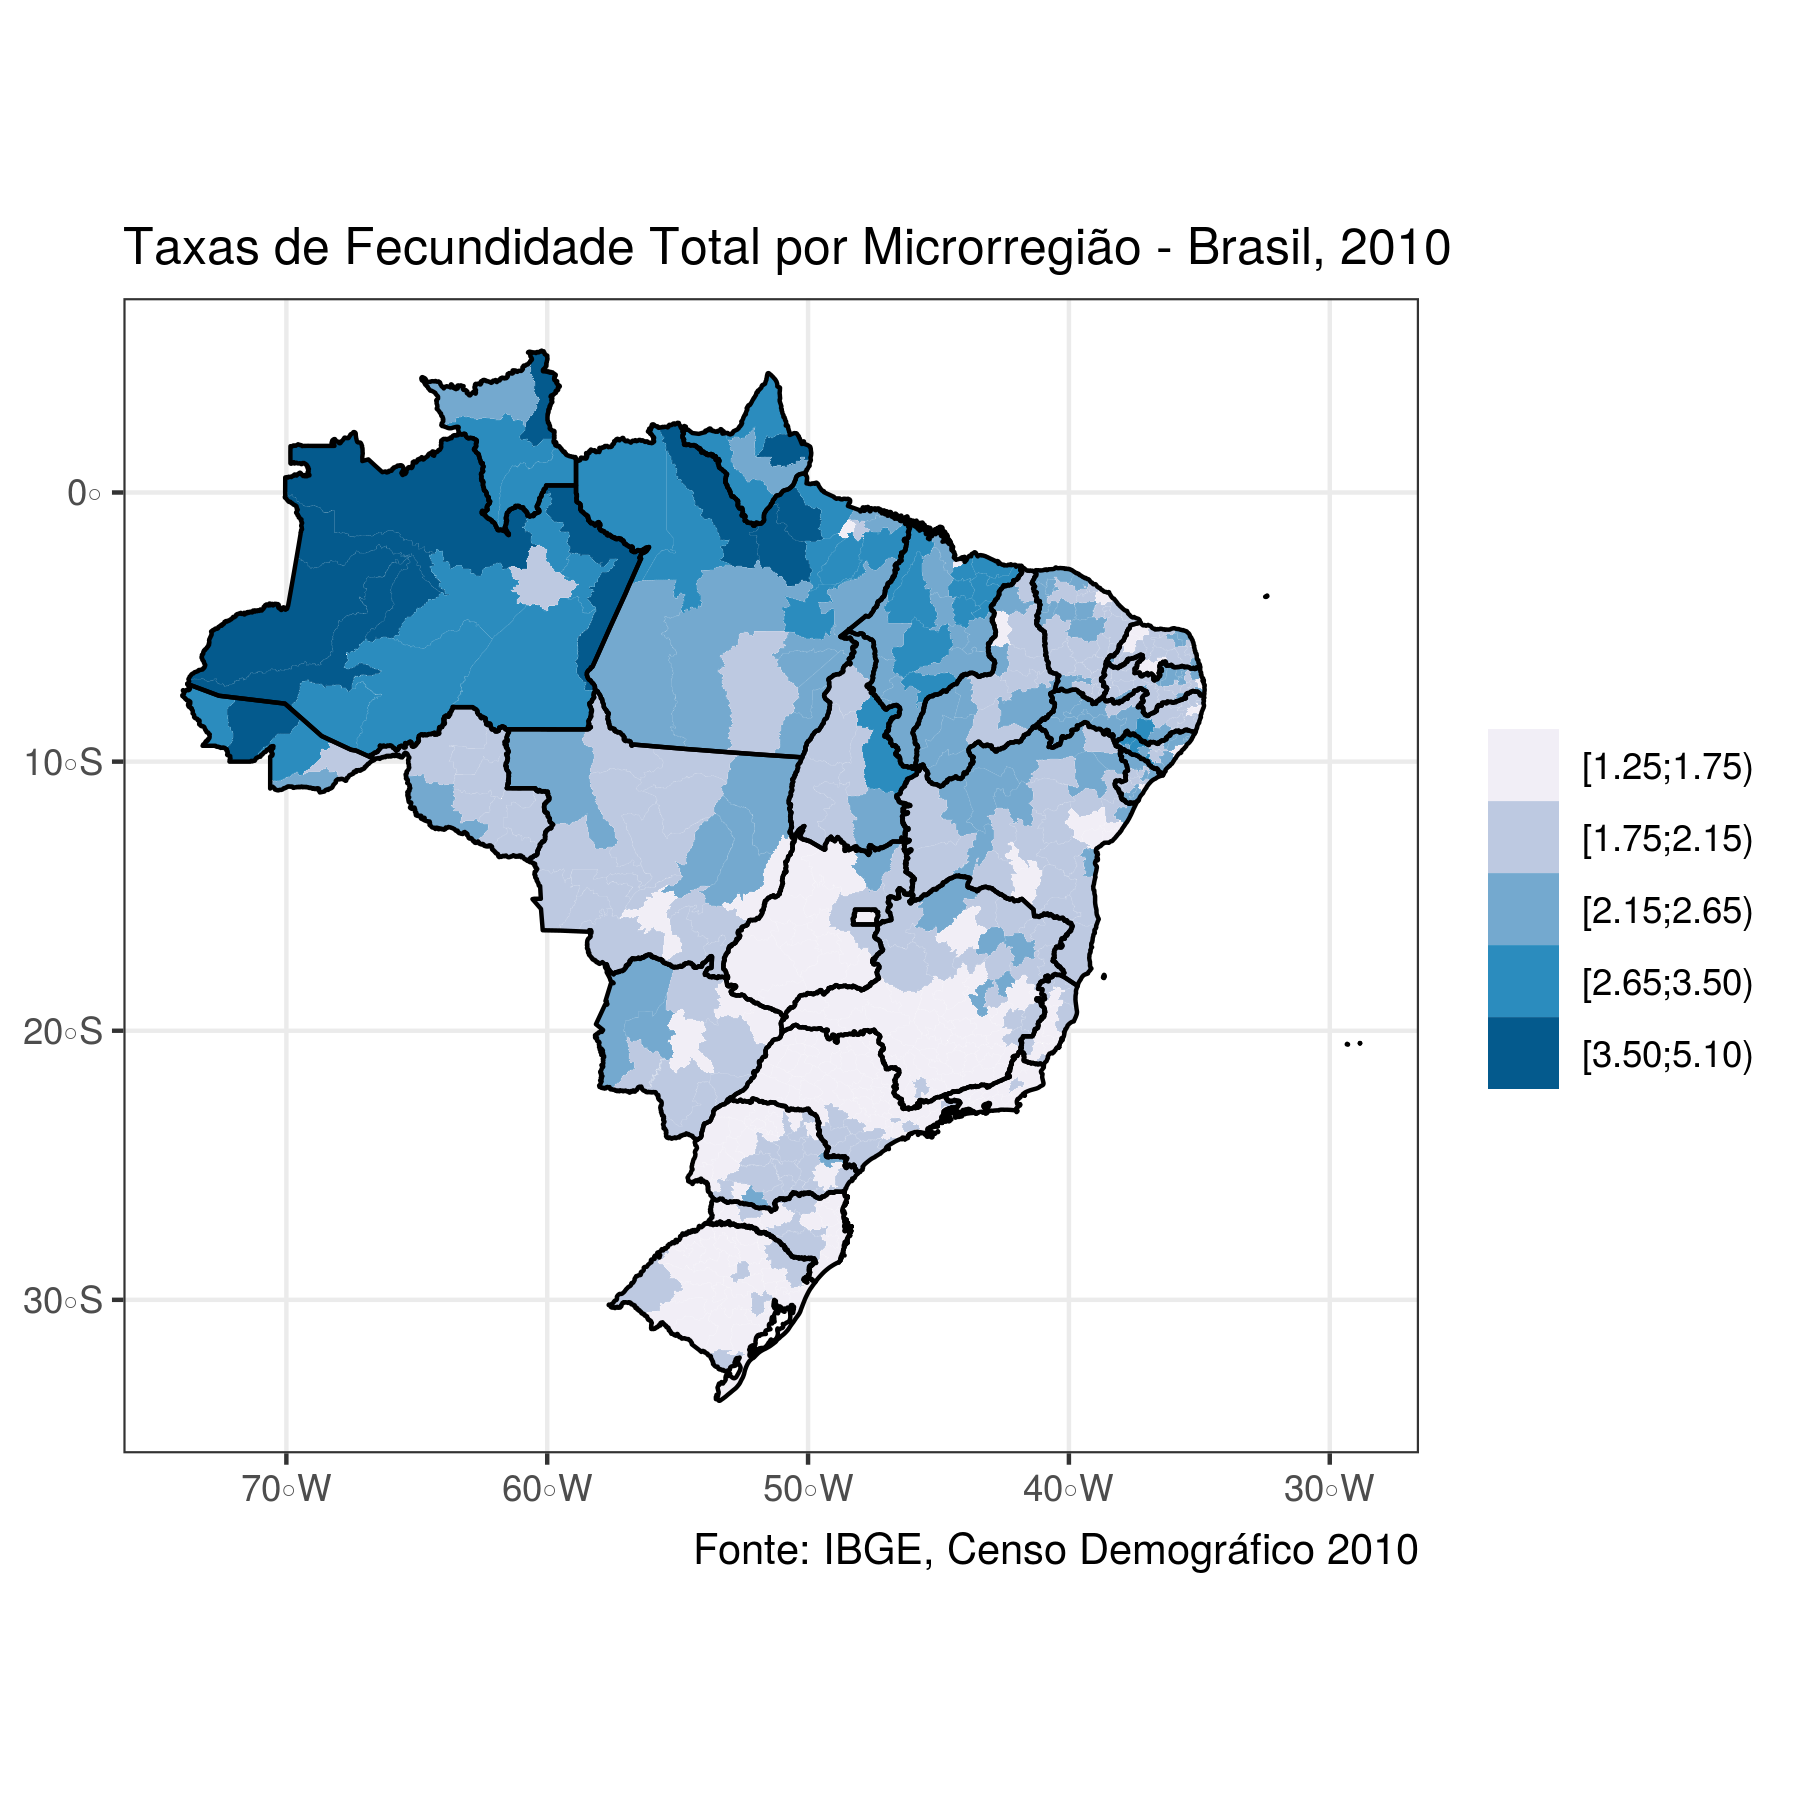 Taxas de Fecundidade Total por Microrregião - Brasil, 2010
0◦
10◦S
20◦S
30◦S
70◦W 60◦W 50◦W 40◦W 30◦W
[1.25;1.75)
[1.75;2.15)
[2.15;2.65)
[2.65;3.50)
[3.50;5.10)
Fonte: IBGE, Censo Demográfico 2010